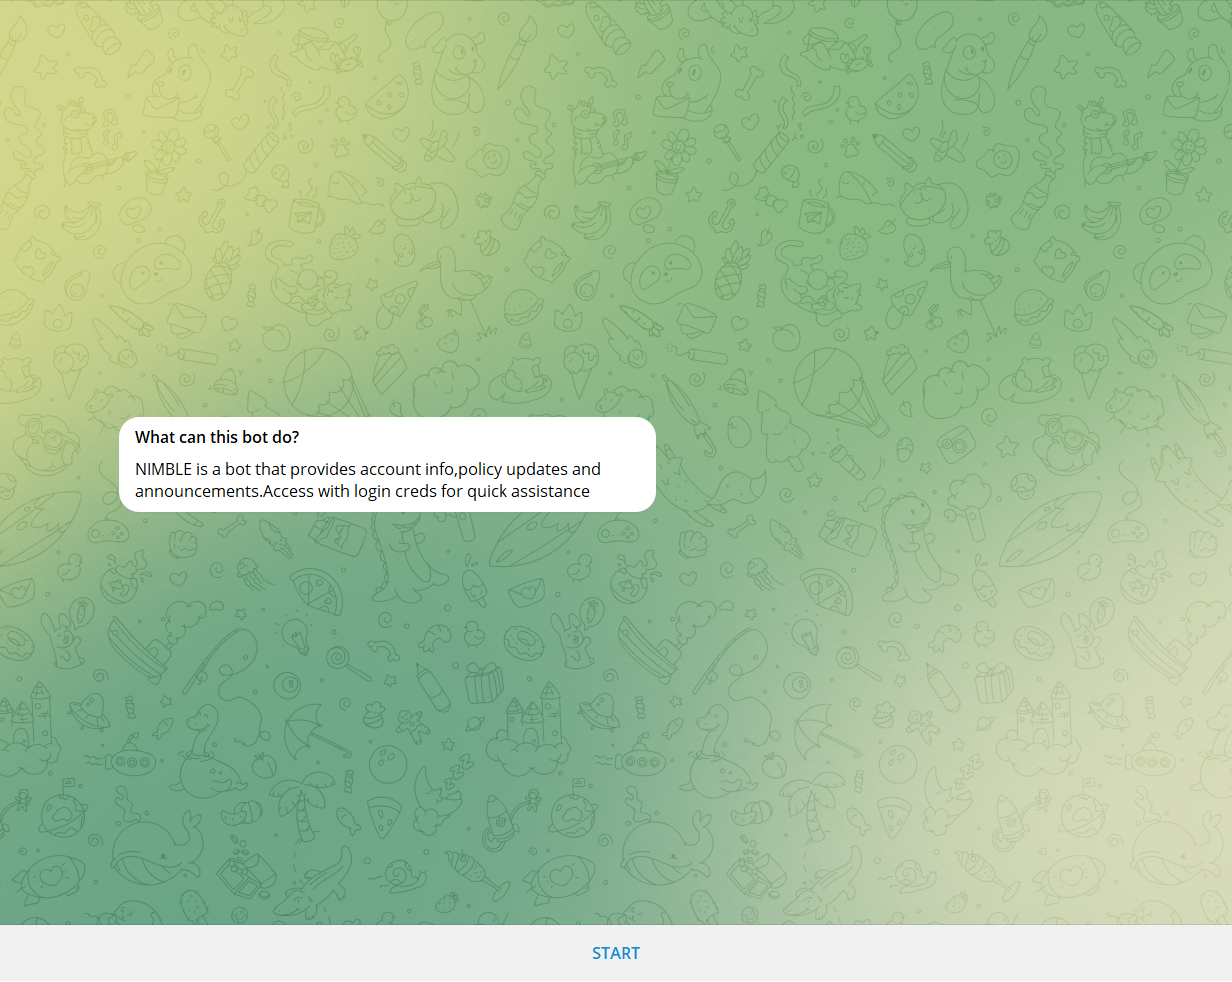 What can this bot do?
NIMBLE is a bot that provides account info,policy updates and
announcements.Access with login creds for quick assistance
START